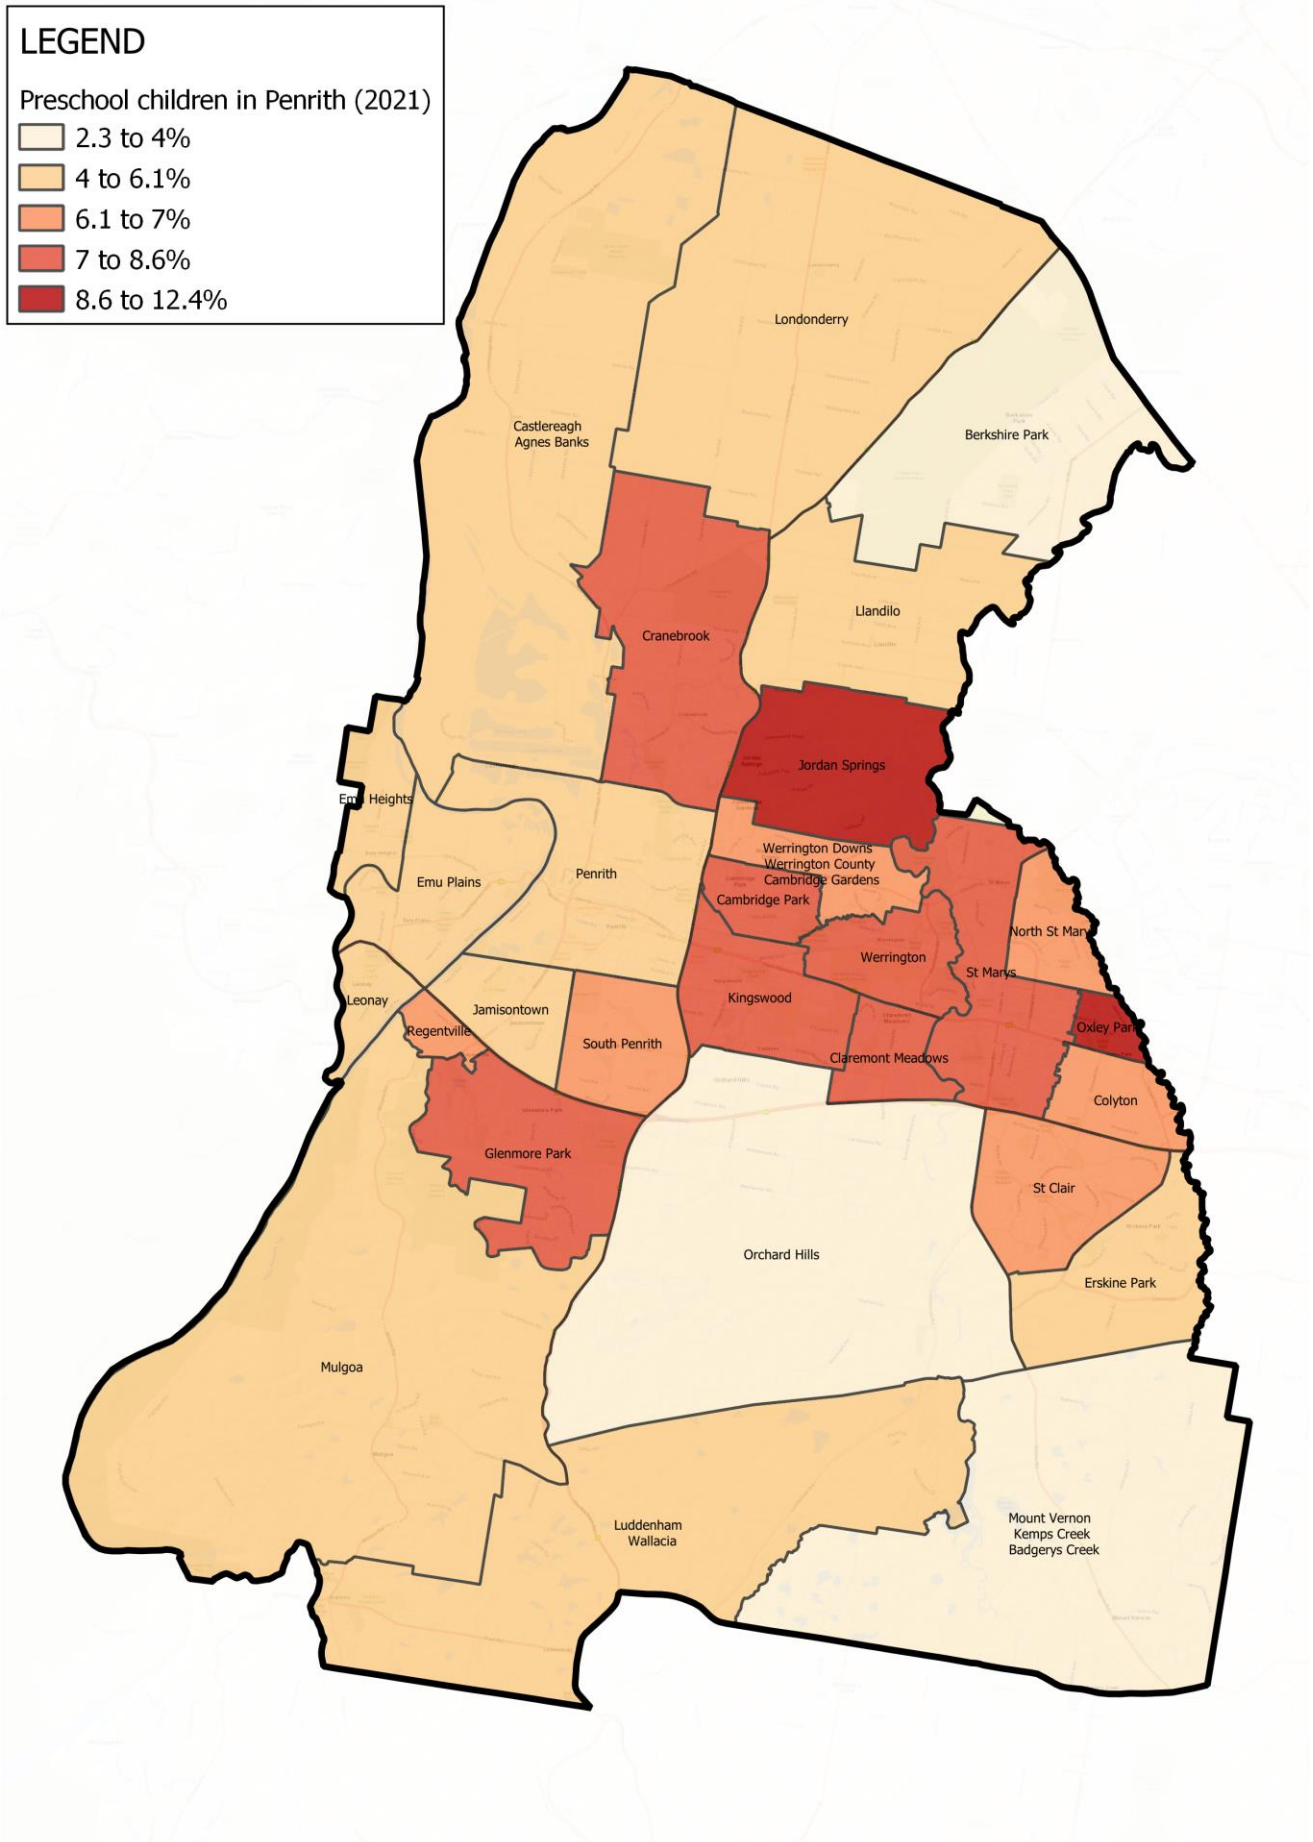 LEGEND
Preschool children in Penrith (2021)
2.3 to 4%
4 to 6.1%
6.1 to 7%
7 to 8.6%
8.6 to 12.4%
Londonderry
Castlereagh
Agnes Banks
Berkshire Park
Llandilo
Cranebrook
Jordan Springs
Emu Heights
Werrington Downs
Werrington County
Cambridge Gardens
Penrith
Emu Plains
Cambridge Park
North St Mary
Werrington
St Marys
Leonay
Kingswood
Jamisontown
Regentville
Oxley Park
South Penrith
Claremont Meadows
Colyton
Glenmore Park
St Clair
Orchard Hills
Erskine Park
Mulgoa
Mount Vernon
Kemps Creek
Badgerys Creek
Luddenham
Wallacia